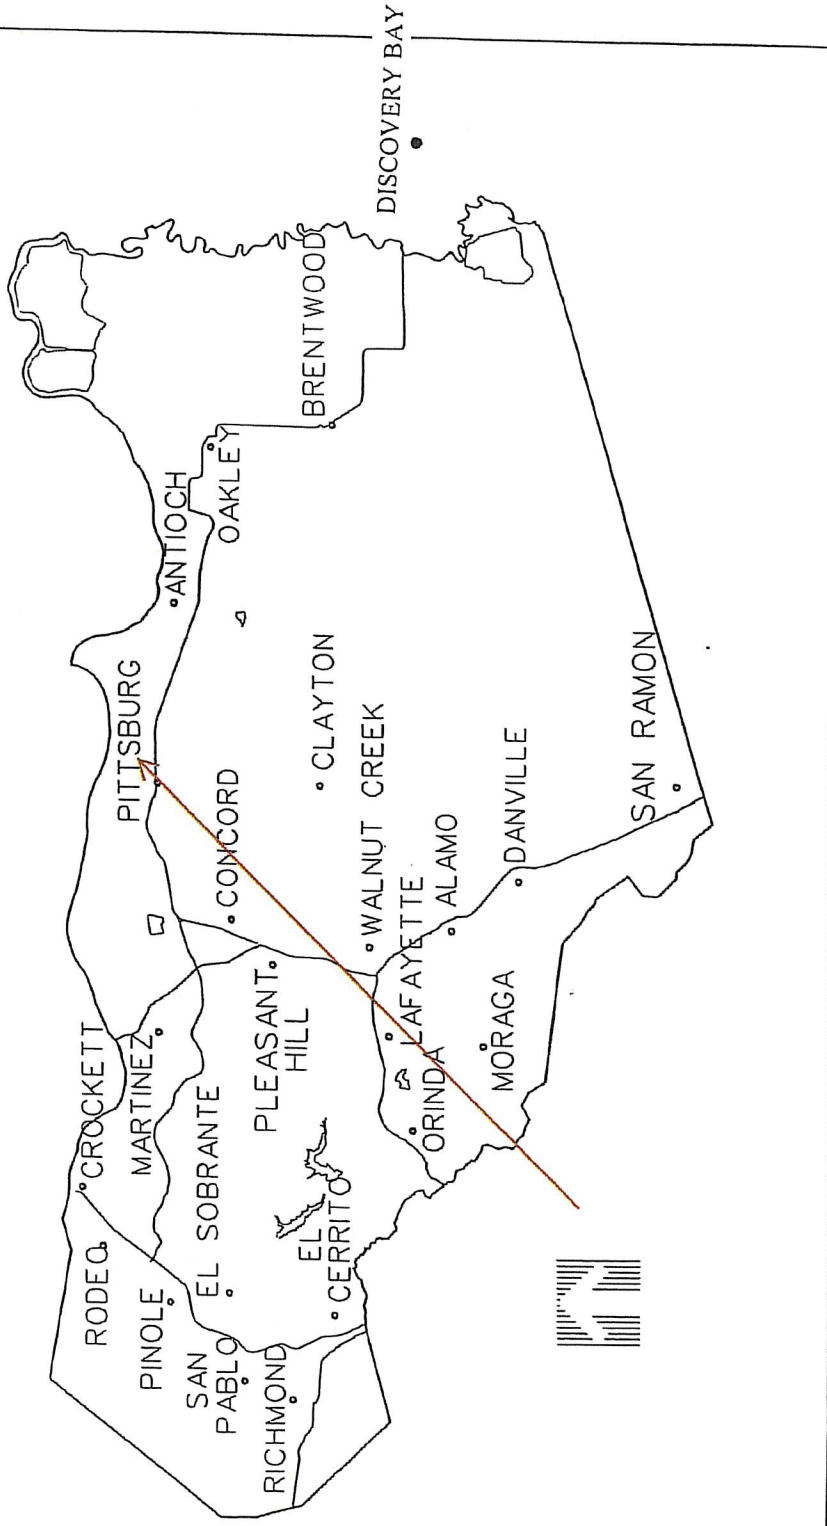 CROCKETT
RODEO
MARTINEZ
PINOLE
EL SOBRANTE
SAN
PABLO
RICHMOND
EL
CERRITO
PLEASANT
HILL
ORINDA
LAFAYETTE
MORAGA
WALNUT CREEK
ALAMO
DANVILLE
SAN RAMON
CONCORD
CLAYTON
PITTSBURG
ANTIOCH
OAKLEY
BRENTWOOD
DISCOVERY BAY